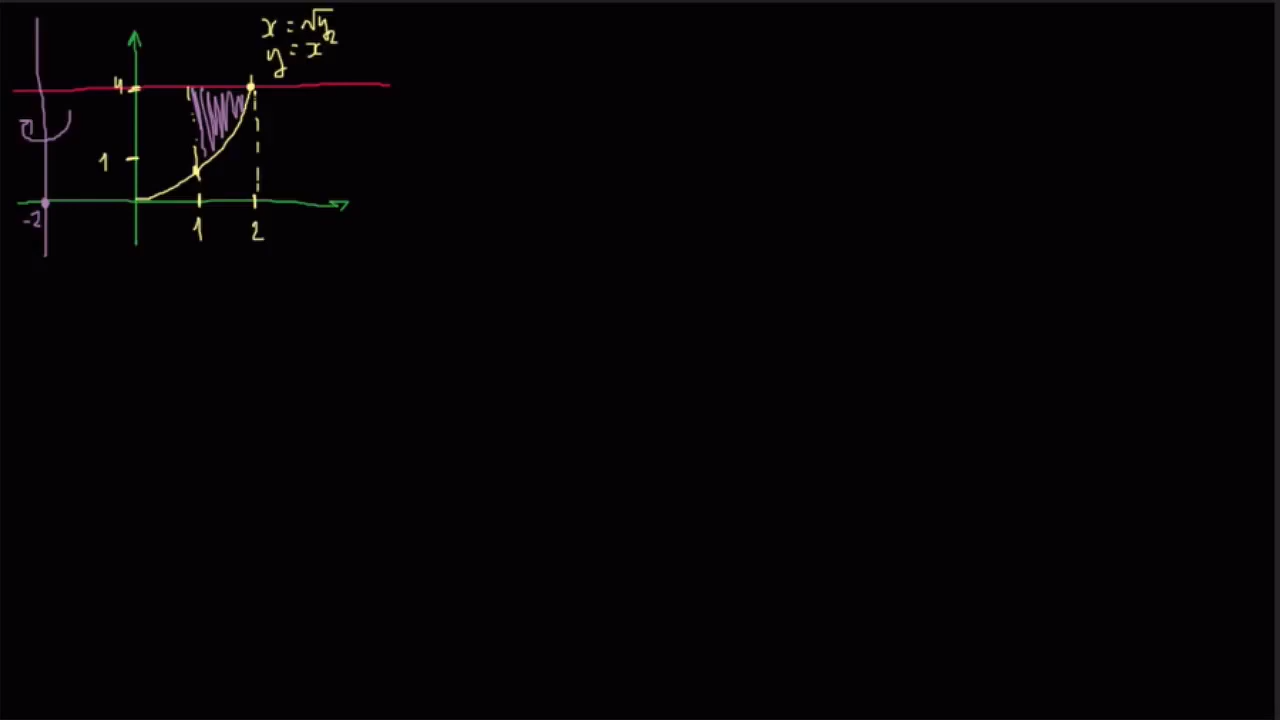 x = √y
y = x²
4
1
-2
1 2